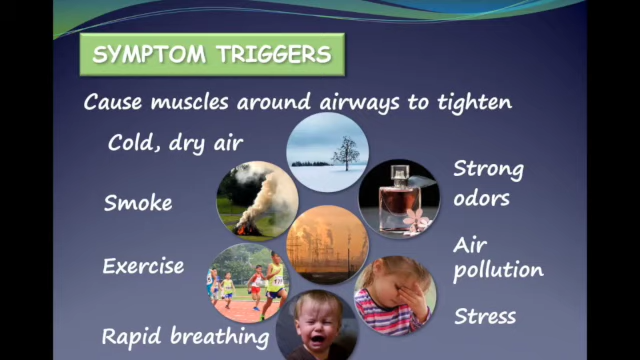 SYMPTOM TRIGGERS
Cause muscles around airways to tighten
Cold, dry air
Smoke
Exercise
Rapid breathing
Strong
odors
Air
pollution
Stress